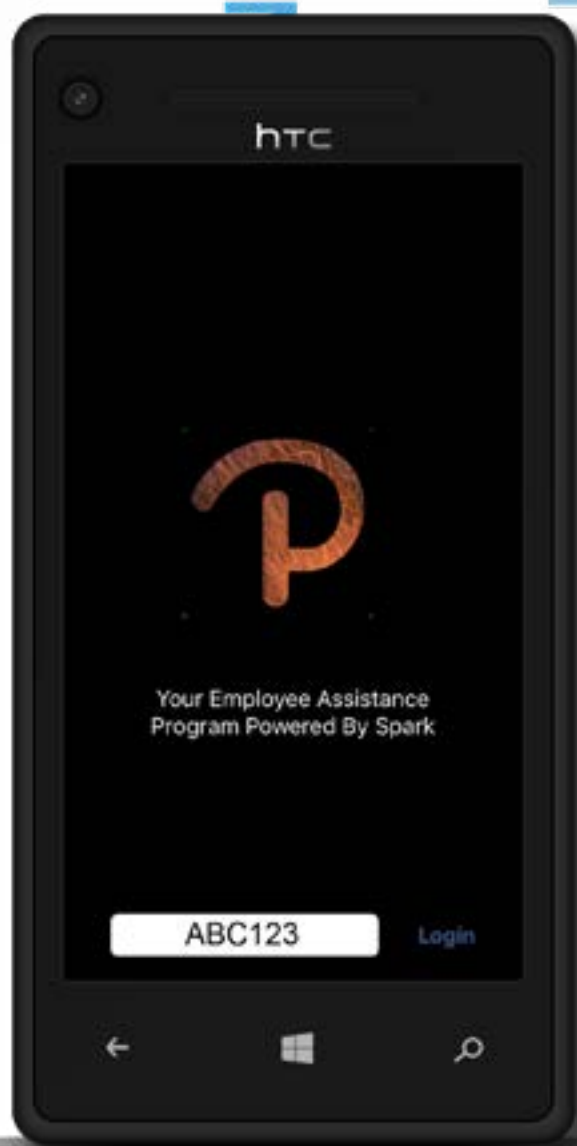 hTC
Your Employee Assistance
Program Powered By Spark
ABC123
Login